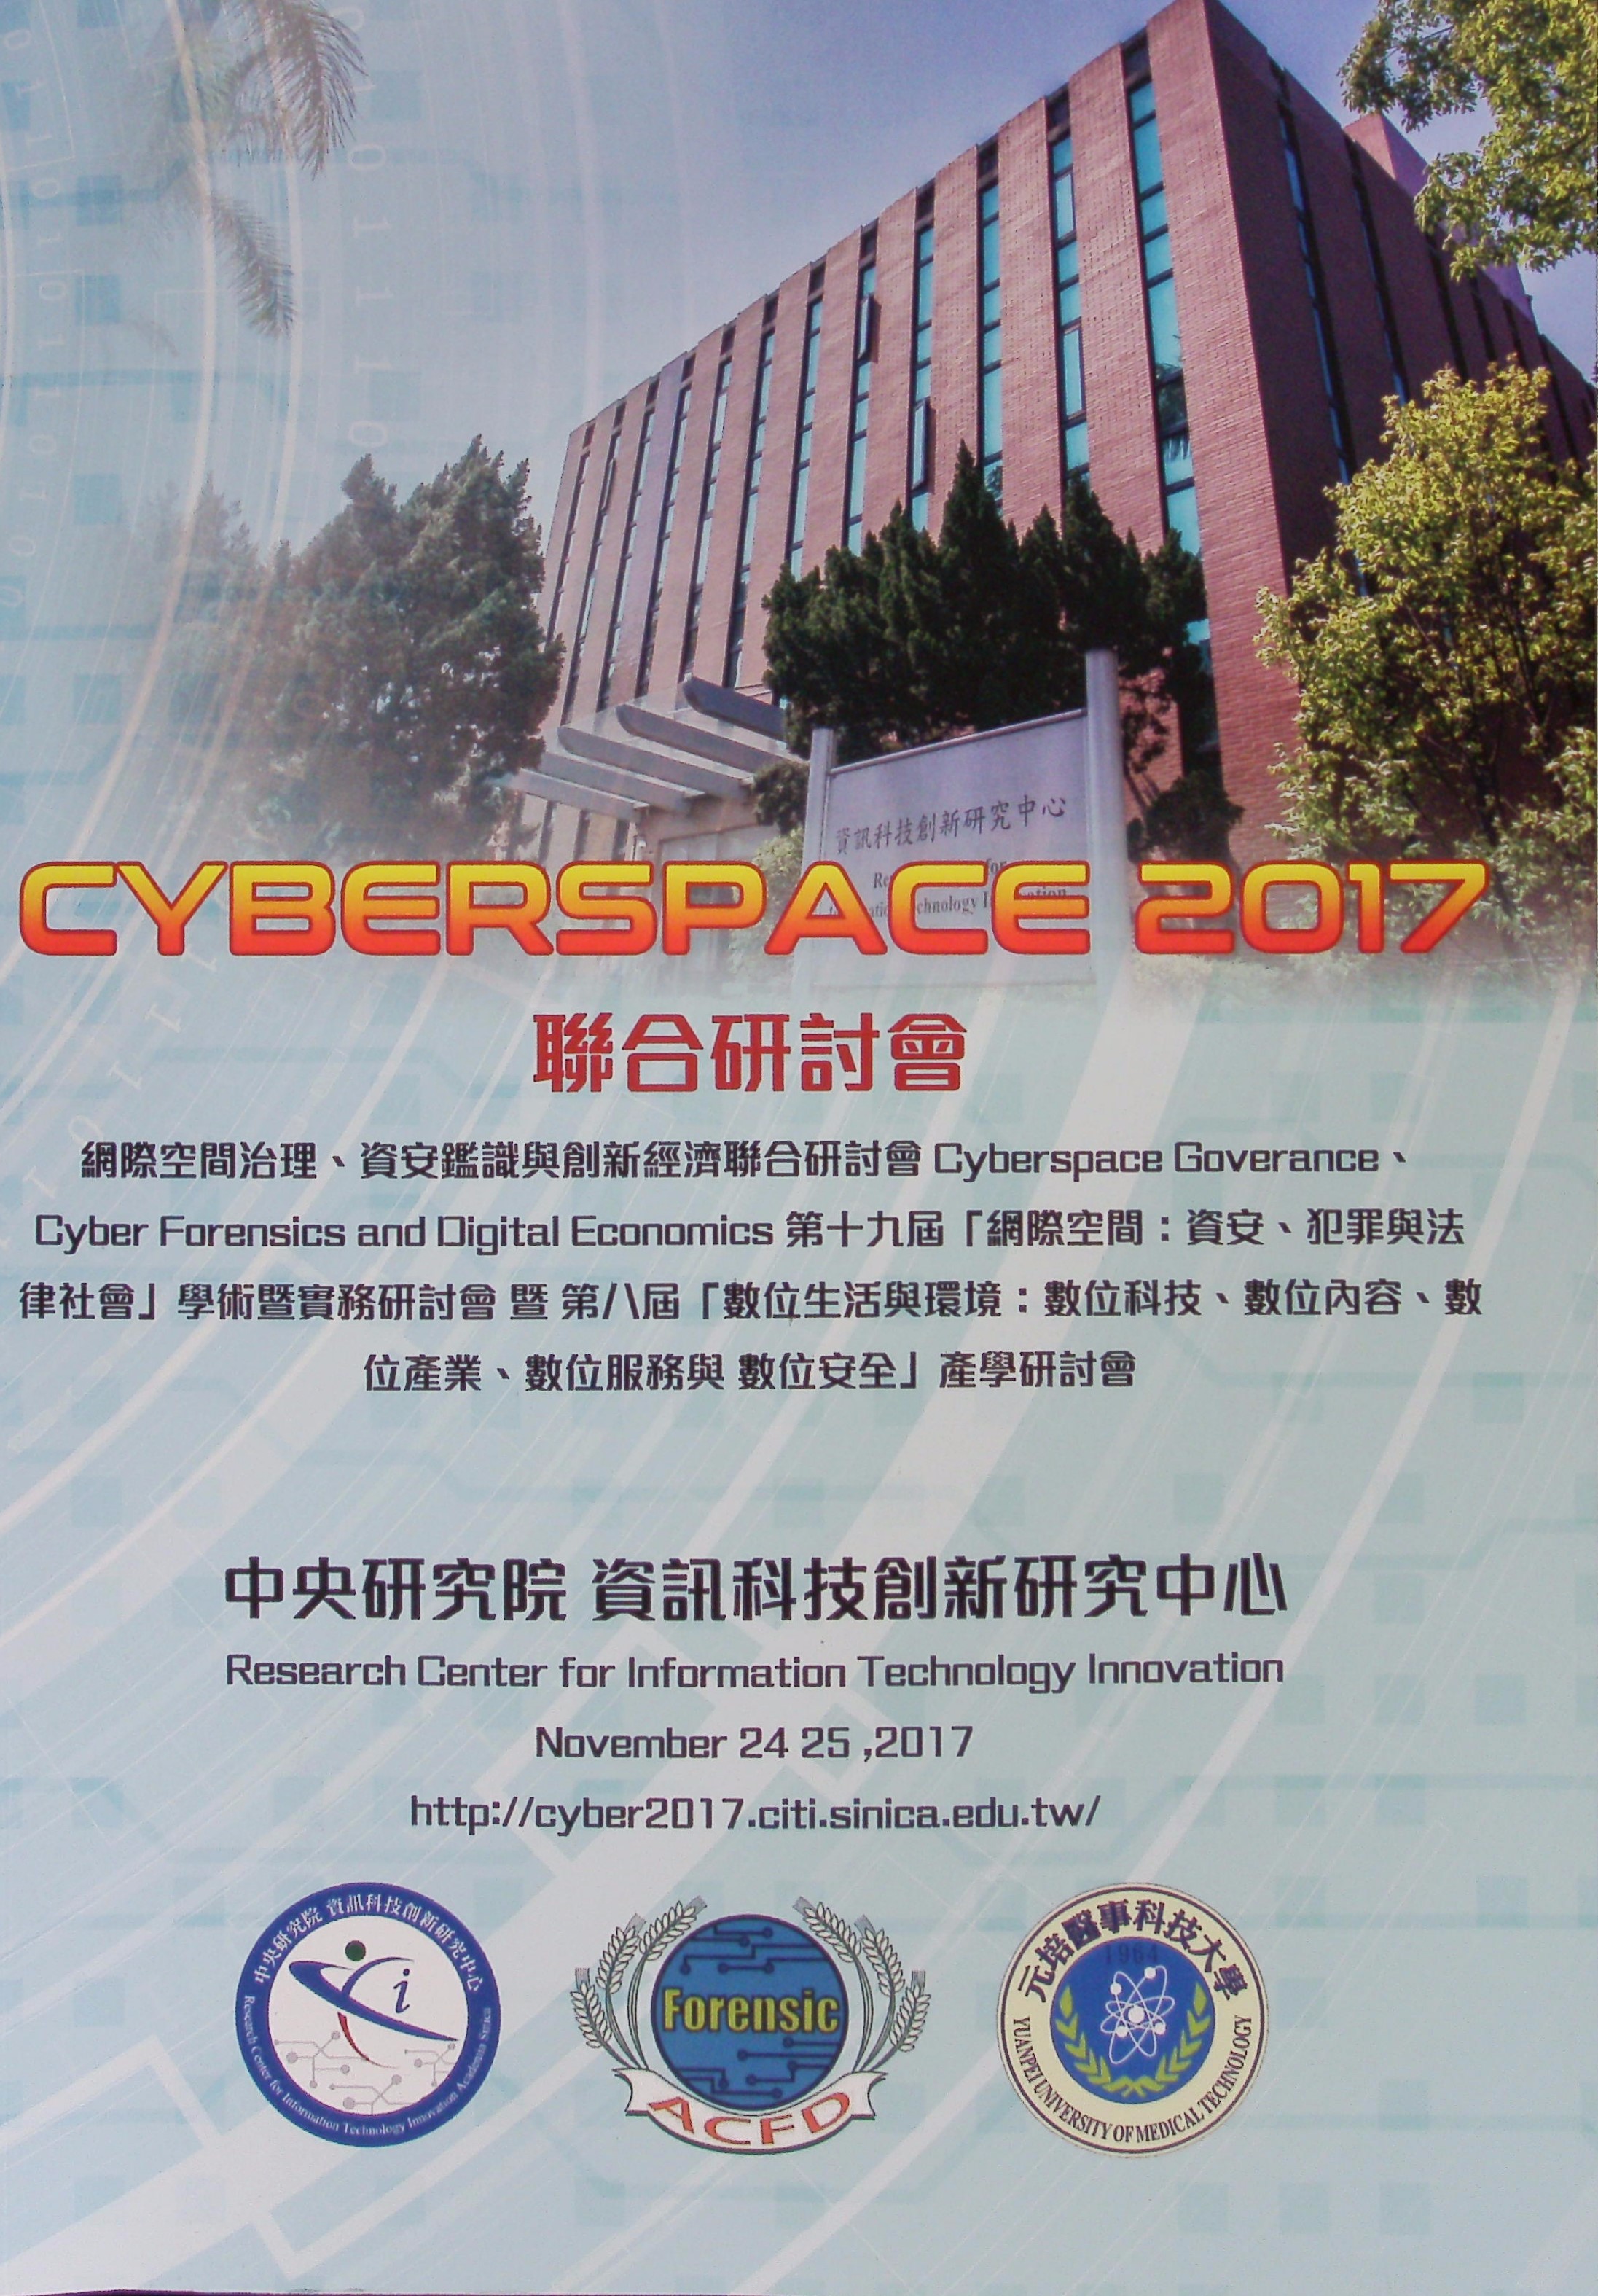 資訊科技創新研究中心
CYBERSPACE 2017
聯合研討會
網際空間治理、資安鑑識與創新經濟聯合研討會 Cyberspace Goverance、
Cyber Forensics and Digital Economics 第十九屆「網際空間：資安、犯罪與法
律社會」學術暨實務研討會 暨 第八屆「數位生活與環境：數位科技、數位內容、數
位產業、數位服務與 數位安全」產學研討會
中央研究院 資訊科技創新研究中心
Research Center for Information Technology Innovation
November 24 25 ,2017
http://cyber2017.citi.sinica.edu.tw/
中央研究院 資訊科技創新研究中心
i
Research Center for Information Technology Innovation Academia Sinica
Forensic
ACFD
元培醫事科技大學
1964
YUANPEI UNIVERSITY OF MEDICAL TECHNOLOGY